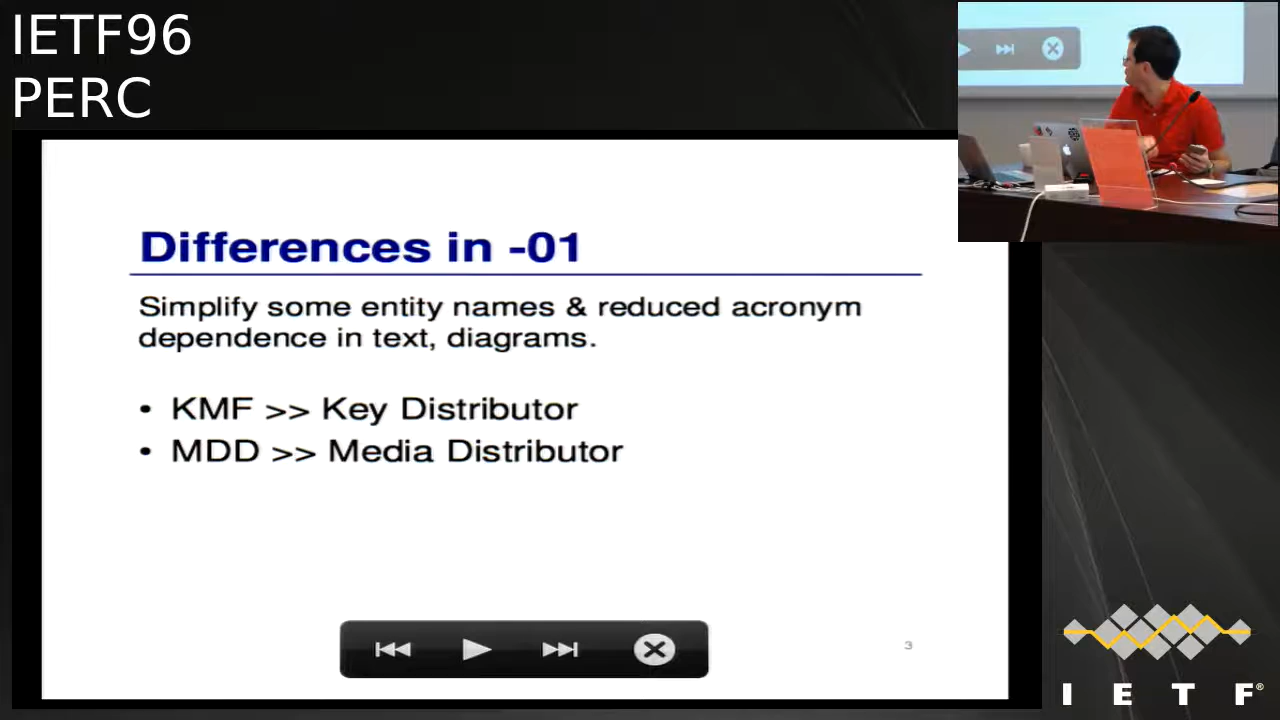 IETF96
PERC
Differences in -01
Simplify some entity names & reduced acronym
dependence in text, diagrams.
• KMF >> Key Distributor
• MDD >> Media Distributor
3
I E T F®